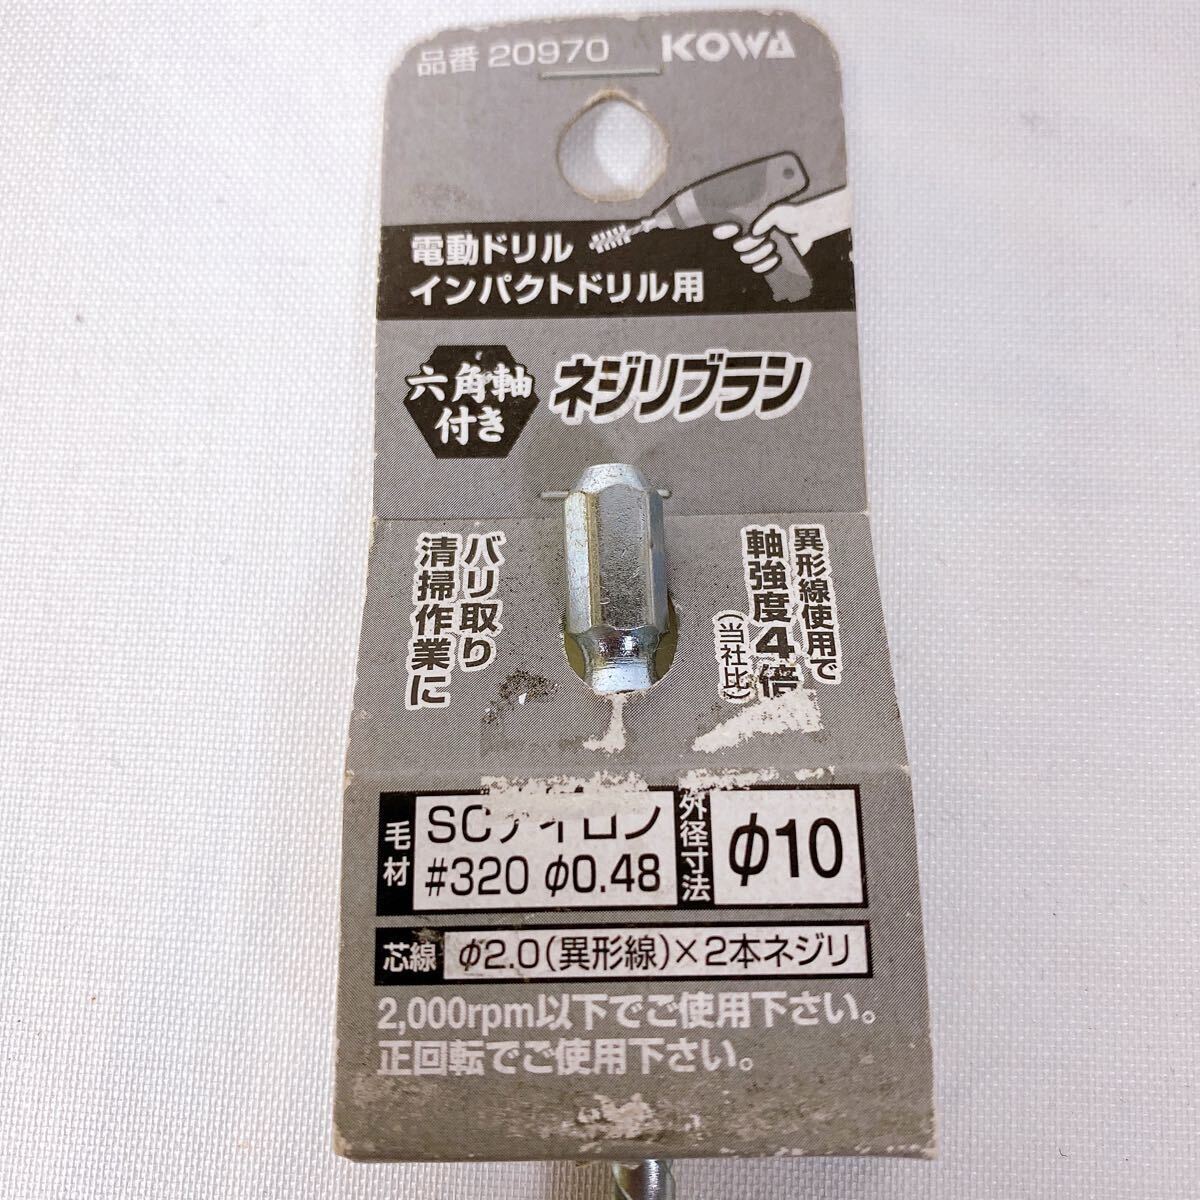 品番 20970 KOWA
電動ドリル
インパクトドリル用
六角軸
付き
ネジリブラシ
バリ取り
清掃作業に
異形線使用で
軸強度4倍
(当社比)
毛材
SCナイロン
#320 φ0.48
外径寸法
φ10
芯線
φ2.0(異形線)×2本ネジリ
2,000rpm以下でご使用下さい。
正回転でご使用下さい。